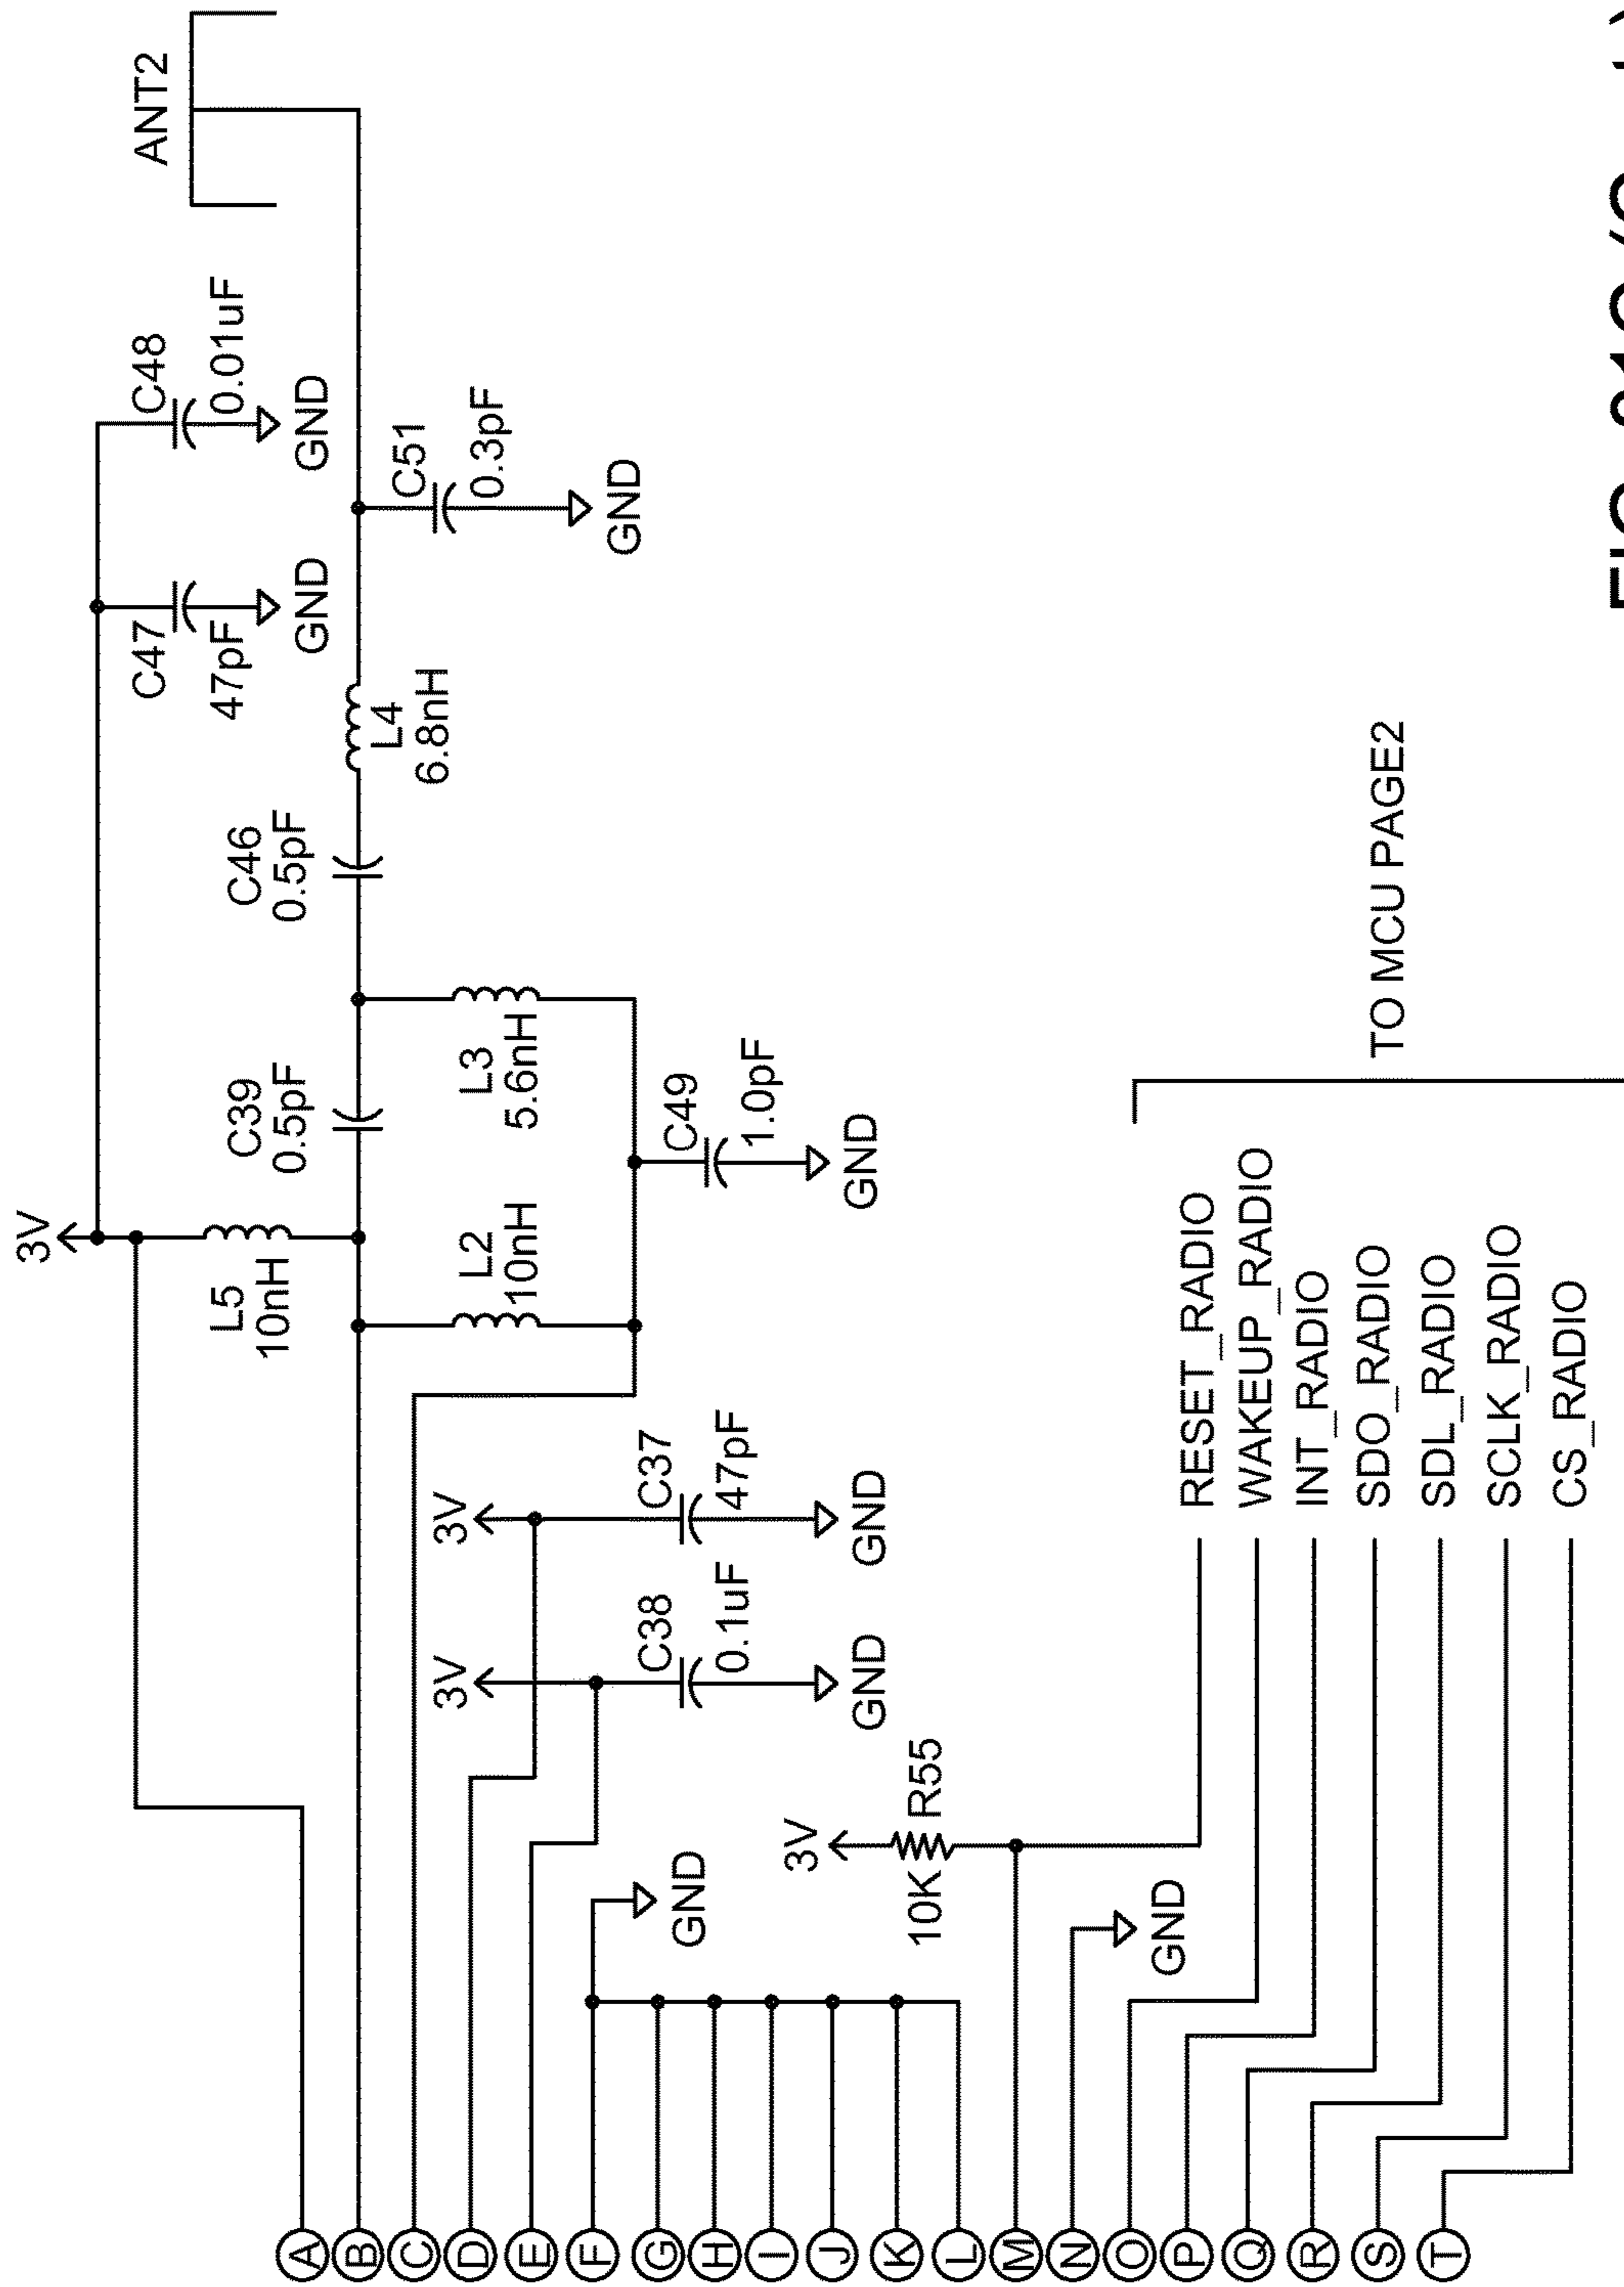 ANT2
3V
C47
47pF
GND
C48
0.01uF
GND
L5
10nH
C39
0.5pF
C46
0.5pF
L4
6.8nH
C51
0.3pF
GND
L2
10nH
L3
5.6nH
C49
1.0pF
GND
3V
C38
0.1uF
GND
3V
C37
47pF
GND
GND
3V
10K
R55
GND
A
B
C
D
E
F
G
H
I
J
K
L
M
N
O
P
Q
R
S
T
RESET_RADIO
WAKEUP_RADIO
INT_RADIO
SDO_RADIO
SDL_RADIO
SCLK_RADIO
CS_RADIO
TO MCU PAGE2